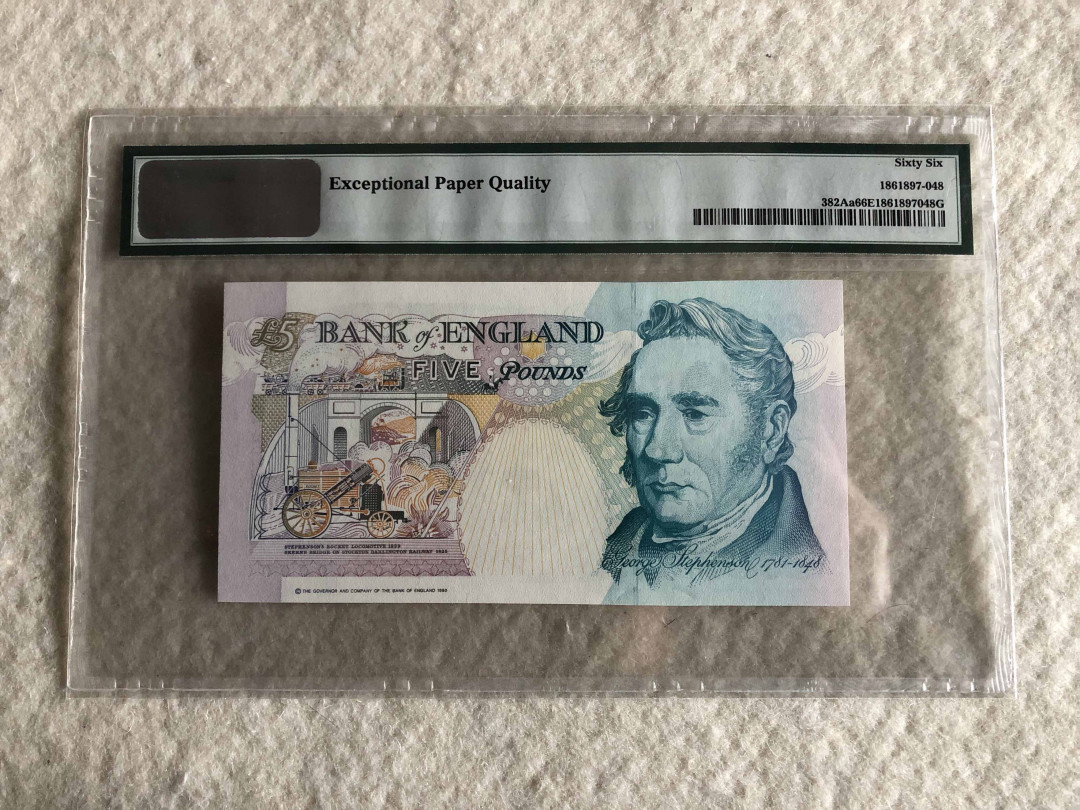 Exceptional Paper Quality
Sixty Six
1861897-048
382Aa66E1861897048G
£5 BANK of ENGLAND
FIVE POUNDS
STEPHENSON'S ROCKET LOCOMOTIVE 1829
SKERNE BRIDGE ON STOCKTON DARLINGTON RAILWAY 1825
George Stephenson 1781-1848
© THE GOVERNOR AND COMPANY OF THE BANK OF ENGLAND 1990